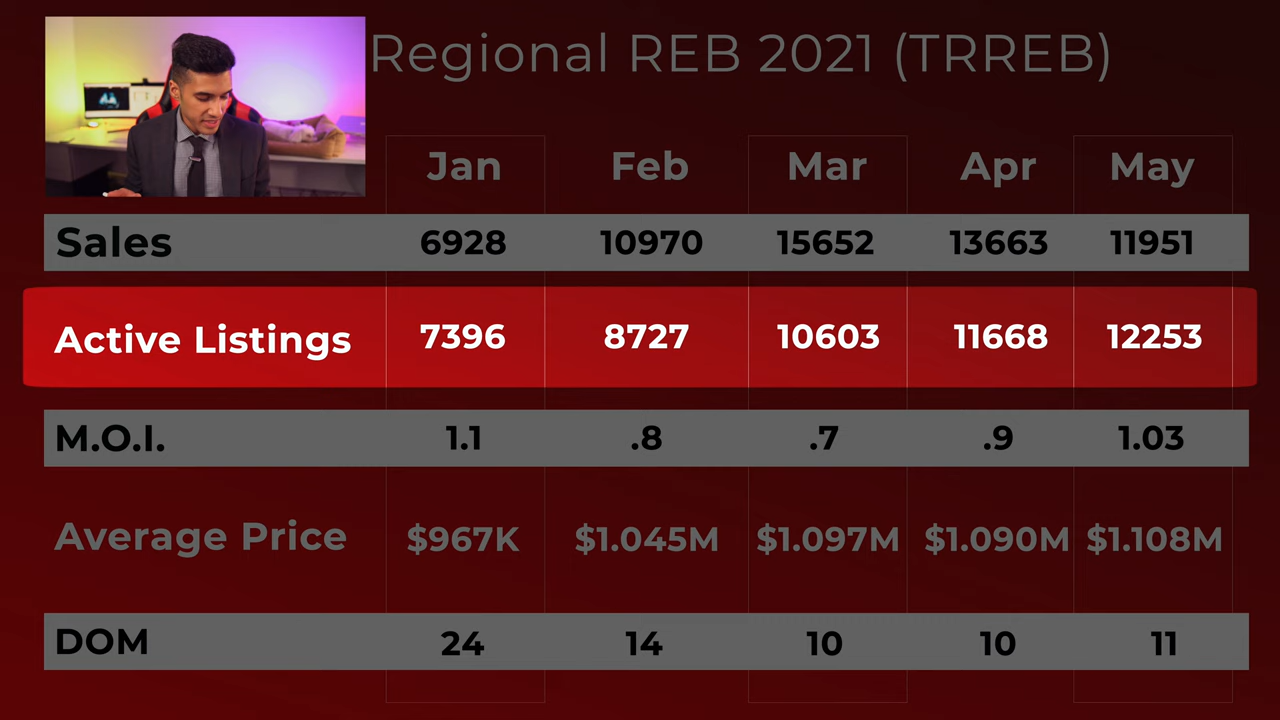 Regional REB 2021 (TRREB)
Jan Feb Mar Apr May
Sales 6928 10970 15652 13663 11951
Active Listings 7396 8727 10603 11668 12253
M.O.I. 1.1 .8 .7 .9 1.03
Average Price $967K $1.045M $1.097M $1.090M $1.108M
DOM 24 14 10 10 11